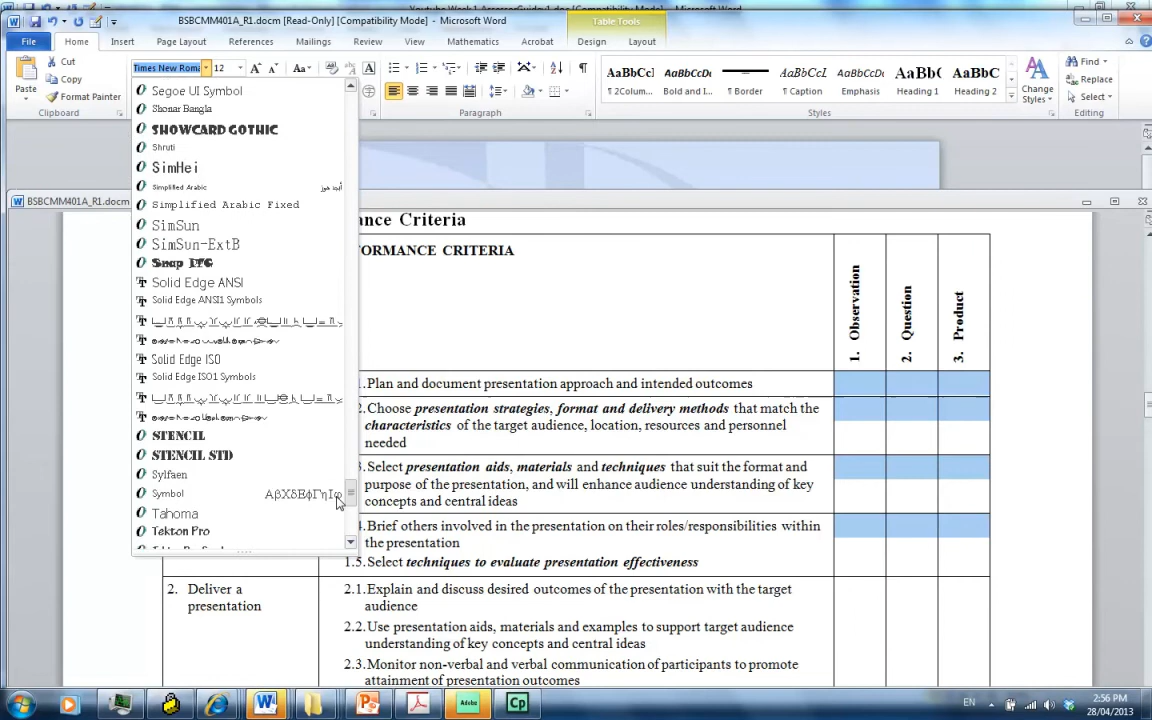 BSBCMM401A_R1.docm [Read-Only] [Compatibility Mode] - Microsoft Word
Table Tools
File Home Insert Page Layout References Mailings Review View Mathematics Acrobat Design Layout
Paste
Cut
Copy
Format Painter
Clipboard
Times New Roma 12
Paragraph
AaBbCcI AaBbCcDc AaBbCcL AaBbCcDc AaBb( AaBbC
¶ 2Colum... Bold and I... ¶ Border ¶ Caption Emphasis Heading 1 Heading 2
Change Styles
Styles
Find
Replace
Select
Editing
Segoe UI Symbol
Shonar Bangla
SHOWCARD GOTHIC
Shruti
SimHei
Simplified Arabic أبجد هوز
Simplified Arabic Fixed
SimSun
SimSun-ExtB
Snap ITC
Solid Edge ANSI
Solid Edge ANSI1 Symbols
Solid Edge ISO
Solid Edge ISO1 Symbols
STENCIL
STENCIL STD
Sylfaen
Symbol ΑβΧδΕφΓηΙφ
Tahoma
Tekton Pro
BSBCMM401A_R1.docm
ance Criteria
FORMANCE CRITERIA
1. Observation
2. Question
3. Product
1. Plan and document presentation approach and intended outcomes
2. Choose presentation strategies, format and delivery methods that match the
characteristics of the target audience, location, resources and personnel
needed
3. Select presentation aids, materials and techniques that suit the format and
purpose of the presentation, and will enhance audience understanding of key
concepts and central ideas
4. Brief others involved in the presentation on their roles/responsibilities within
the presentation
1.5. Select techniques to evaluate presentation effectiveness
2. Deliver a
presentation
2.1. Explain and discuss desired outcomes of the presentation with the target
audience
2.2. Use presentation aids, materials and examples to support target audience
understanding of key concepts and central ideas
2.3. Monitor non-verbal and verbal communication of participants to promote
attainment of presentation outcomes
Adobe
Cp
EN
2:56 PM
28/04/2013